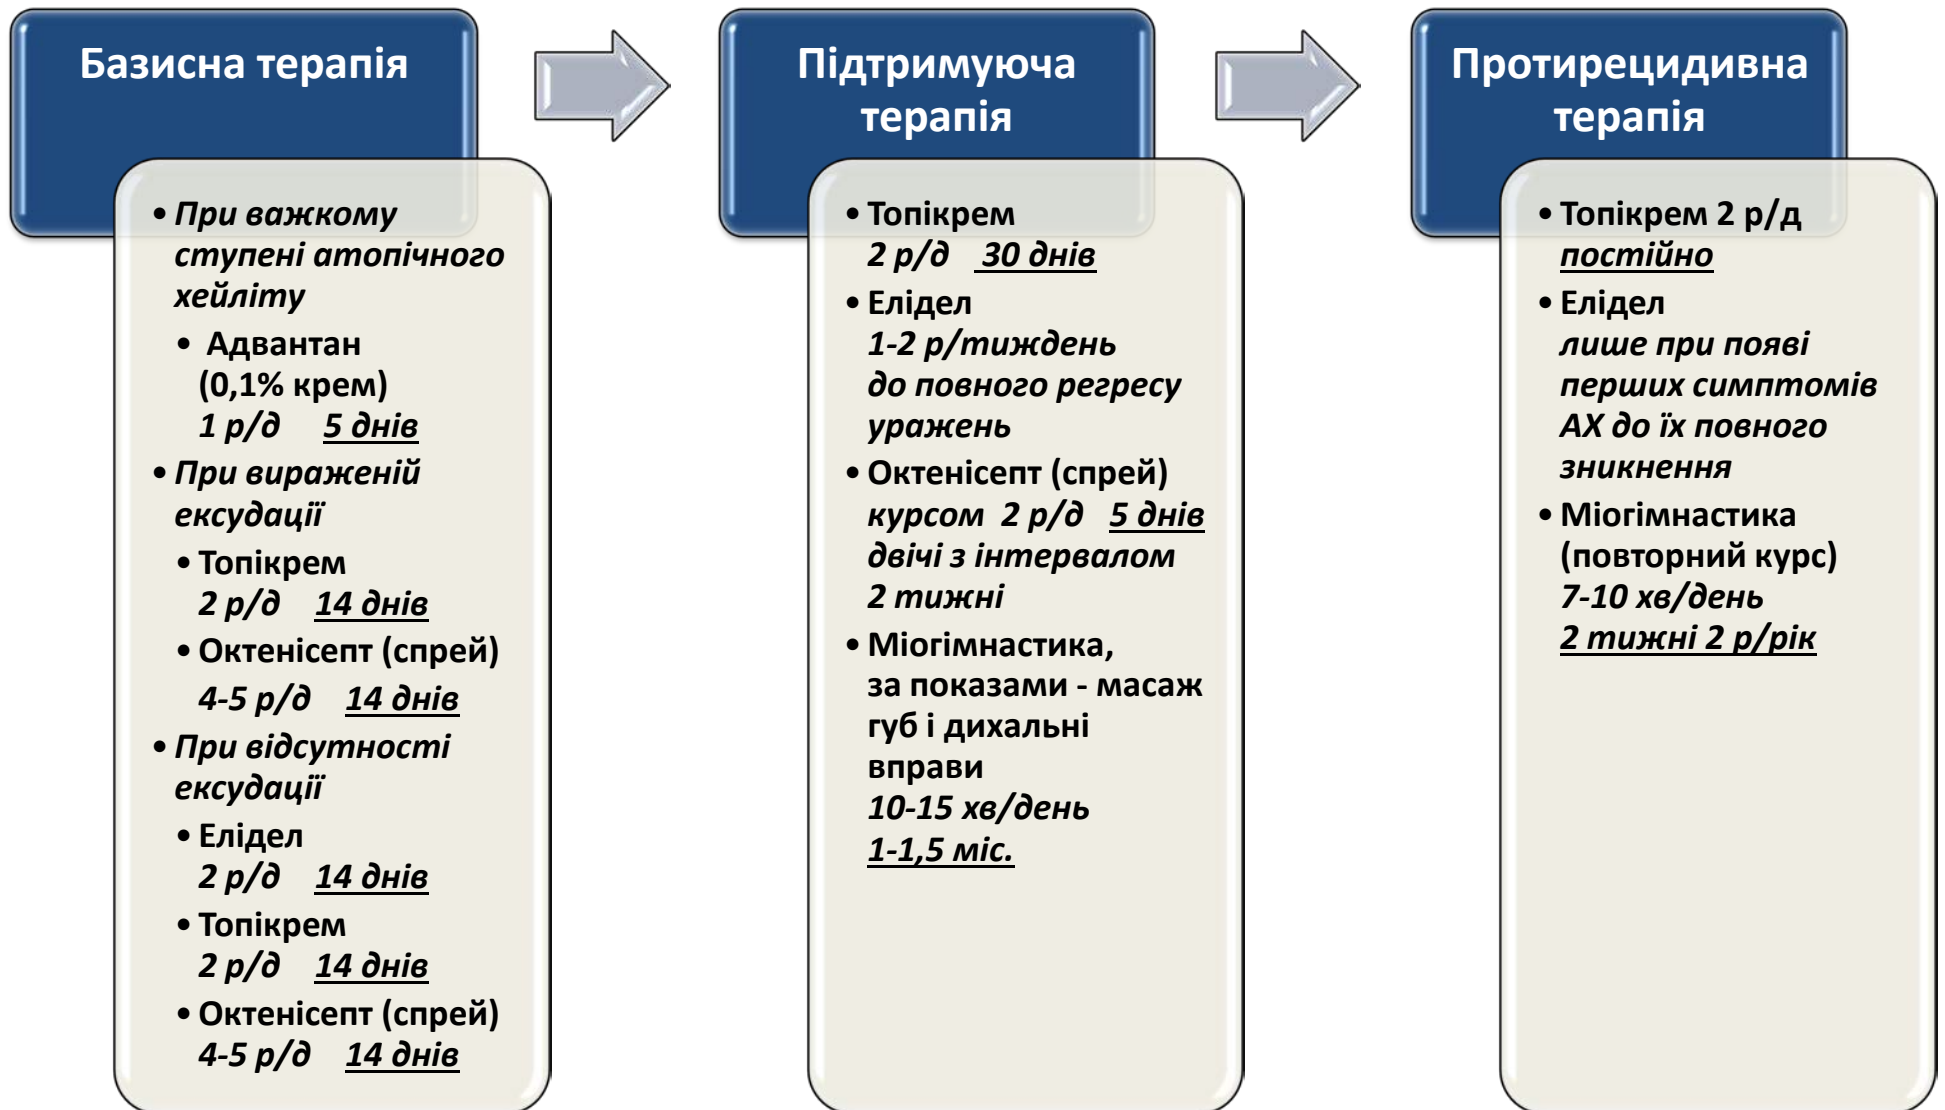 Базисна терапія
• При важкому
ступені атопічного
хейліту
• Адвантан
(0,1% крем)
1 р/д 5 днів
• При вираженій
ексудації
• Топікрем
2 р/д 14 днів
• Октенісепт (спрей)
4-5 р/д 14 днів
• При відсутності
ексудації
• Елідел
2 р/д 14 днів
• Топікрем
2 р/д 14 днів
• Октенісепт (спрей)
4-5 р/д 14 днів
Підтримуюча
терапія
• Топікрем
2 р/д 30 днів
• Елідел
1-2 р/тиждень
до повного регресу
уражень
• Октенісепт (спрей)
курсом 2 р/д 5 днів
двічі з інтервалом
2 тижні
• Міогімнастика,
за показами - масаж
губ і дихальні
вправи
10-15 хв/день
1-1,5 міс.
Протирецидивна
терапія
• Топікрем 2 р/д
постійно
• Елідел
лише при появі
перших симптомів
АХ до їх повного
зникнення
• Міогімнастика
(повторний курс)
7-10 хв/день
2 тижні 2 р/рік